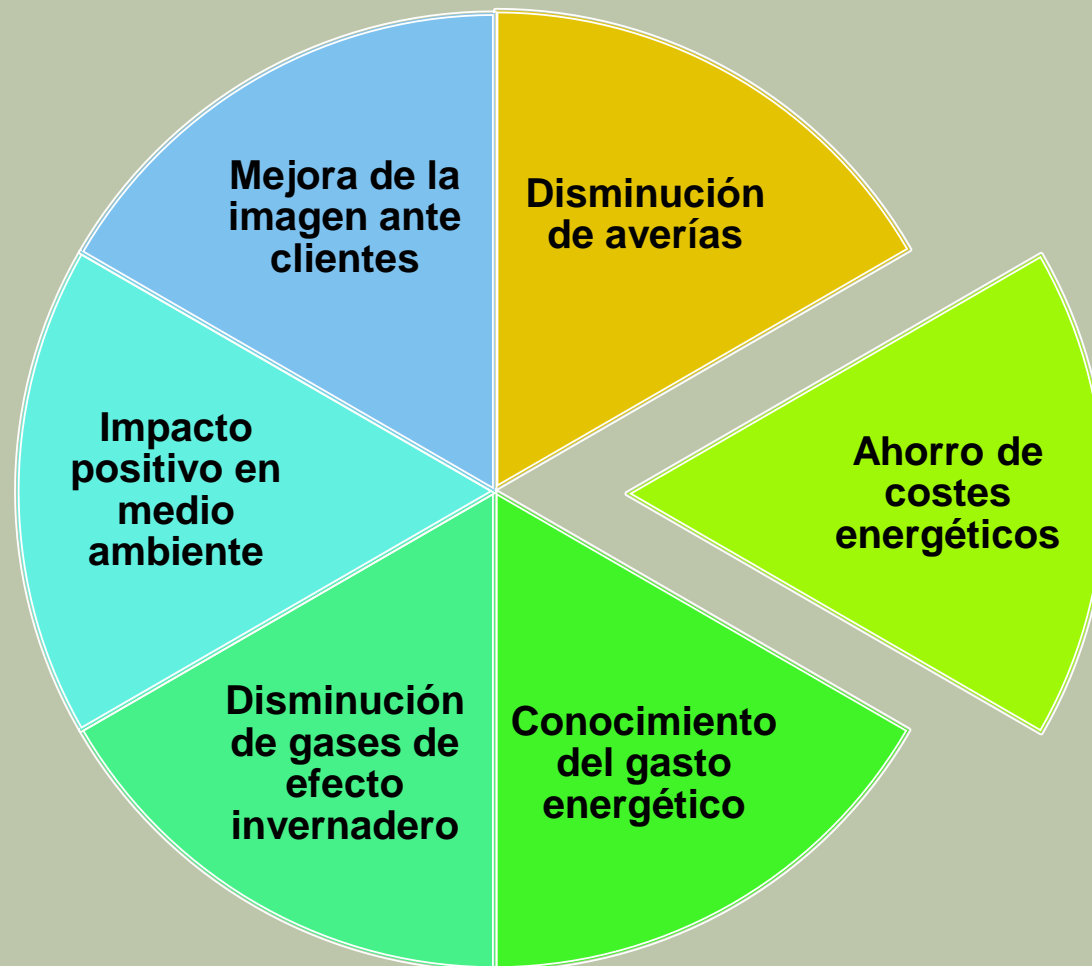 Mejora de la
imagen ante
clientes
Disminución
de averías
Ahorro de
costes
energéticos
Conocimiento
del gasto
energético
Disminución
de gases de
efecto
invernadero
Impacto
positivo en
medio
ambiente